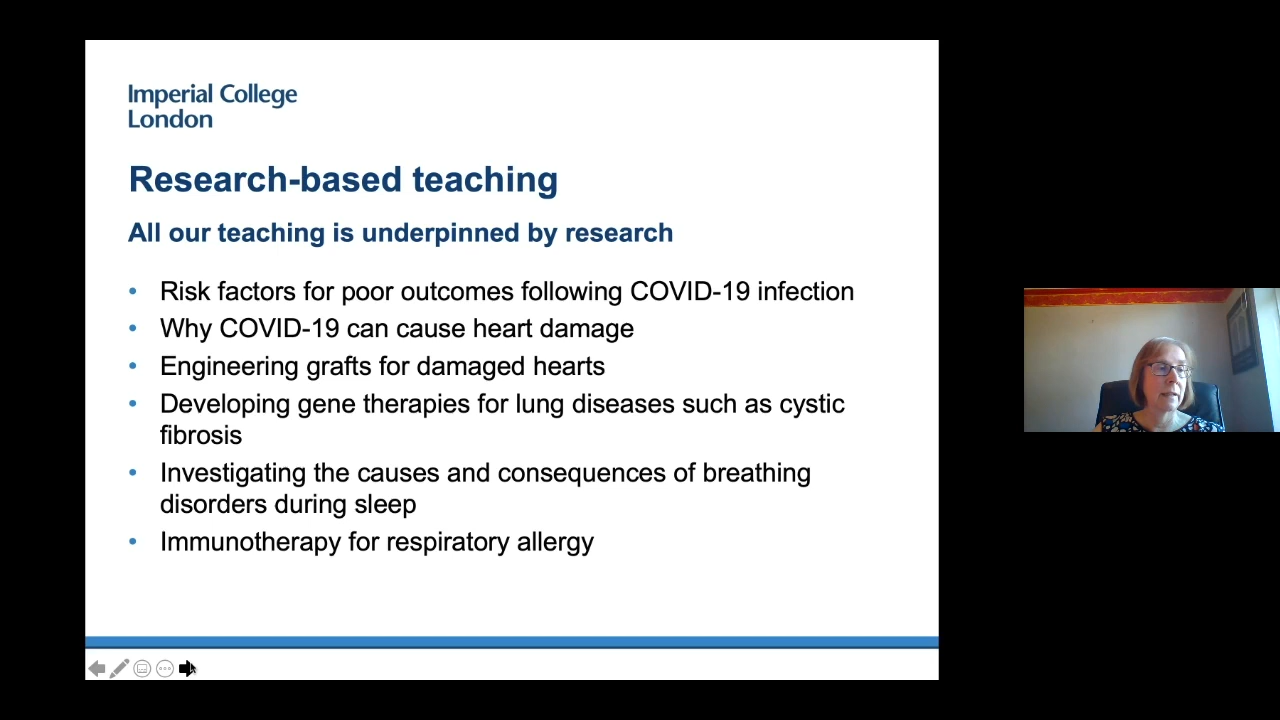 Imperial College
London
Research-based teaching
All our teaching is underpinned by research
• Risk factors for poor outcomes following COVID-19 infection
• Why COVID-19 can cause heart damage
• Engineering grafts for damaged hearts
• Developing gene therapies for lung diseases such as cystic
fibrosis
• Investigating the causes and consequences of breathing
disorders during sleep
• Immunotherapy for respiratory allergy